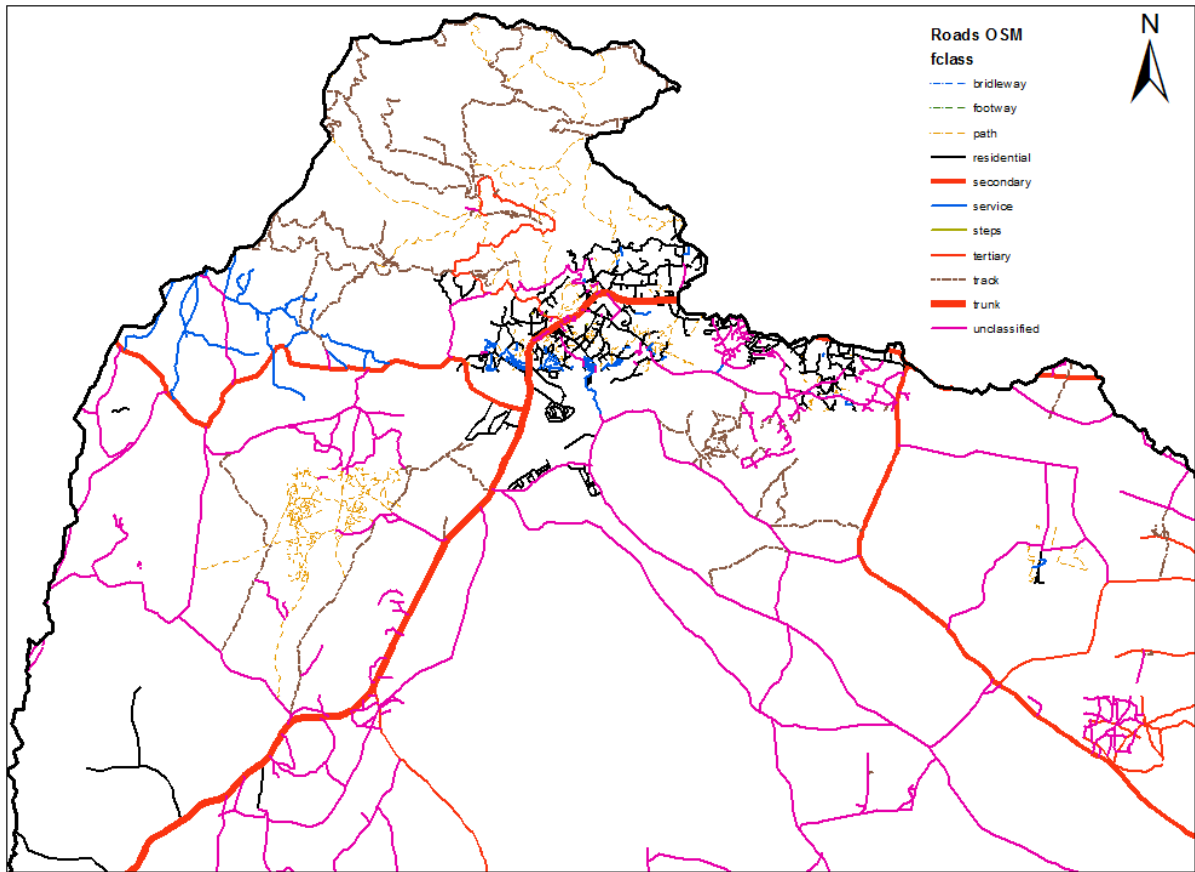 Roads OSM
fclass
bridleway
footway
path
residential
secondary
service
steps
tertiary
track
trunk
unclassified
N